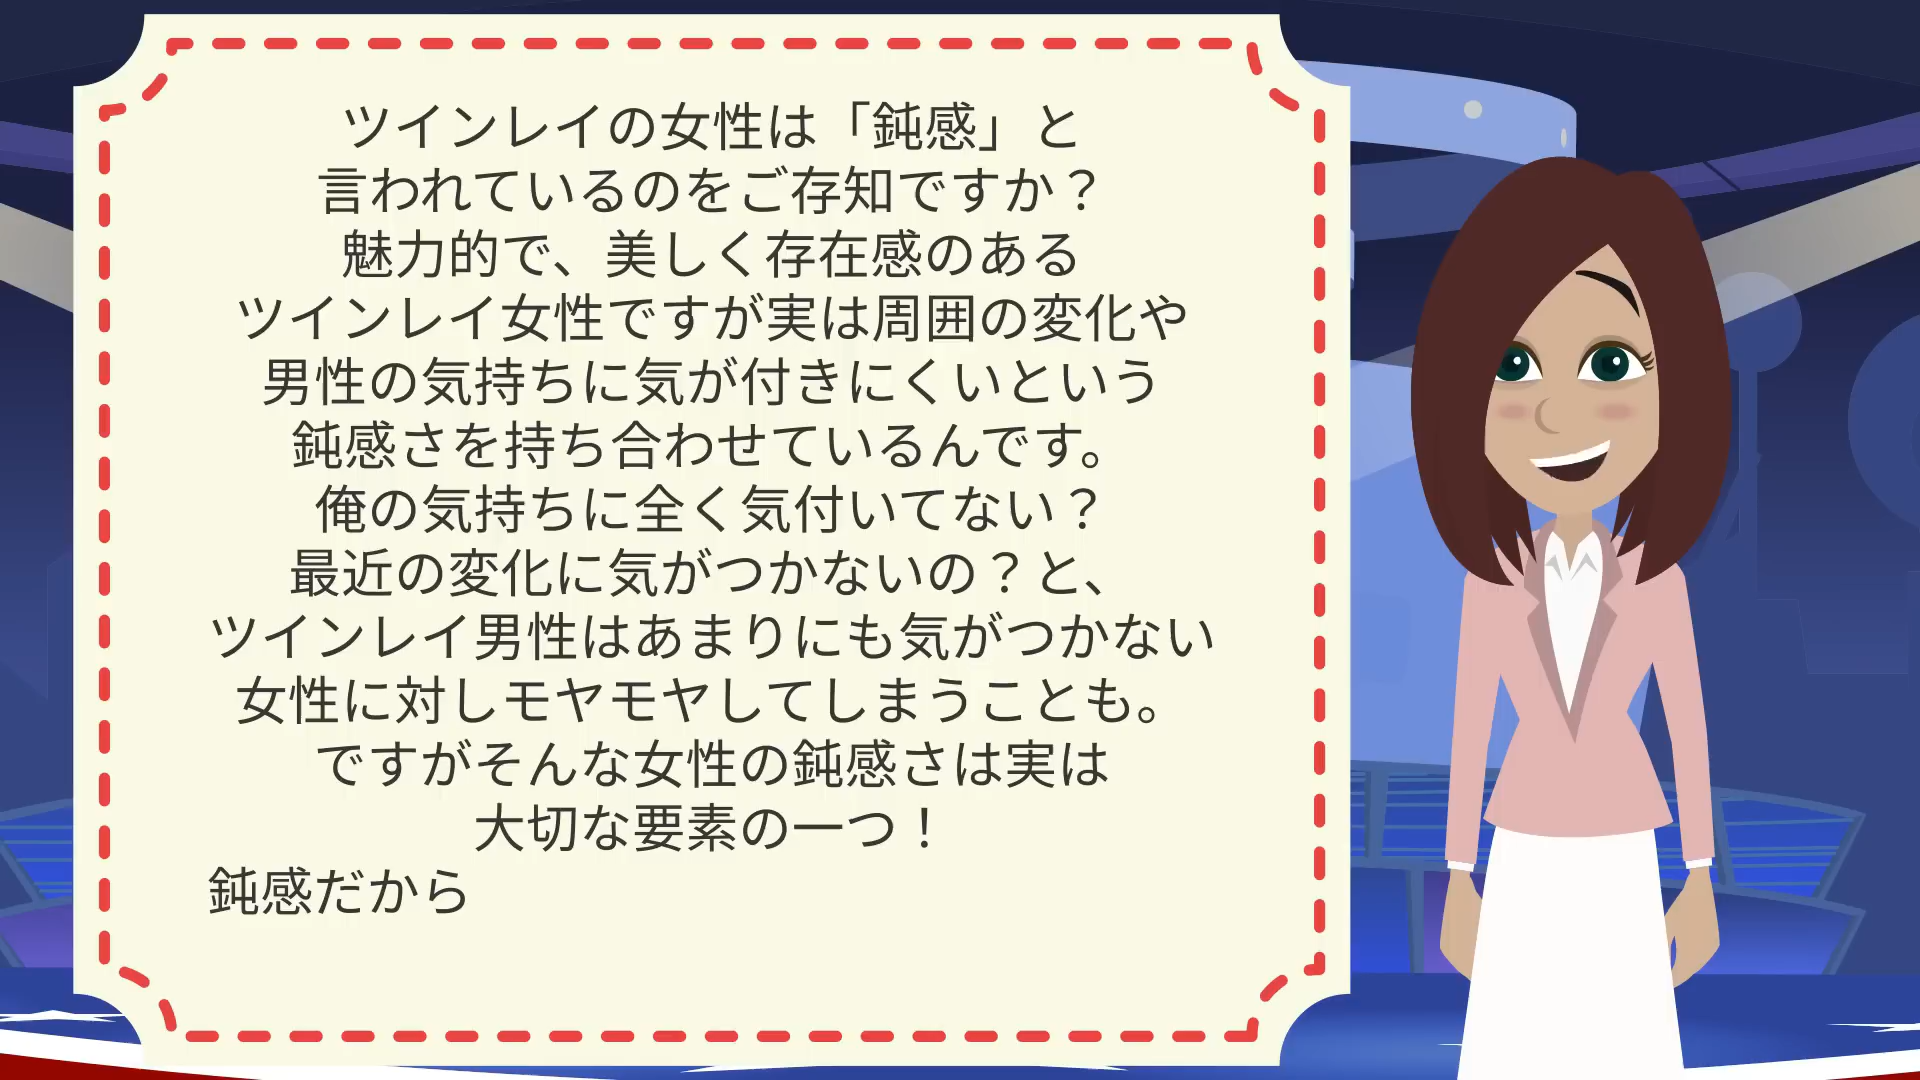 ツインレイの女性は「鈍感」と
言われているのをご存知ですか？
魅力的で、美しく存在感のある
ツインレイ女性ですが実は周囲の変化や
男性の気持ちに気が付きにくいという
鈍感さを持ち合わせているんです。
俺の気持ちに全く気付いてない？
最近の変化に気がつかないの？と、
ツインレイ男性はあまりにも気がつかない
女性に対しモヤモヤしてしまうことも。
ですがそんな女性の鈍感さは実は
大切な要素の一つ！
鈍感だから